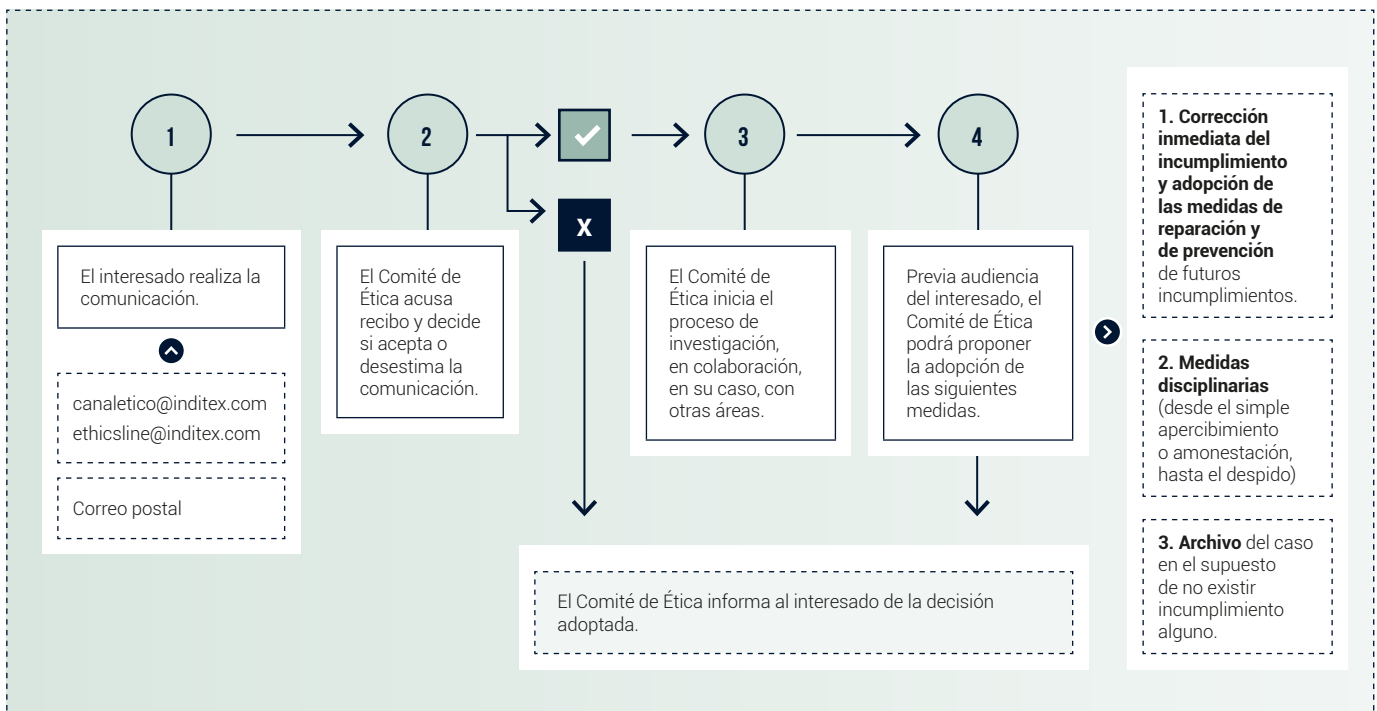 1
El interesado realiza la
comunicación.
canaletico@inditex.com
ethicsline@inditex.com
Correo postal
2
El Comité de
Ética acusa
recibo y decide
si acepta o
desestima la
comunicación.
X
3
El Comité de
Ética inicia el
proceso de
investigación,
en colaboración,
en su caso, con
otras áreas.
4
Previa audiencia
del interesado, el
Comité de Ética
podrá proponer
la adopción de
las siguientes
medidas.
1. Corrección
inmediata del
incumplimiento
y adopción de
las medidas de
reparación y
de prevención
de futuros
incumplimientos.
2. Medidas
disciplinarias
(desde el simple
apercibimiento
o amonestación,
hasta el despido)
3. Archivo del caso
en el supuesto
de no existir
incumplimiento
alguno.
El Comité de Ética informa al interesado de la decisión
adoptada.